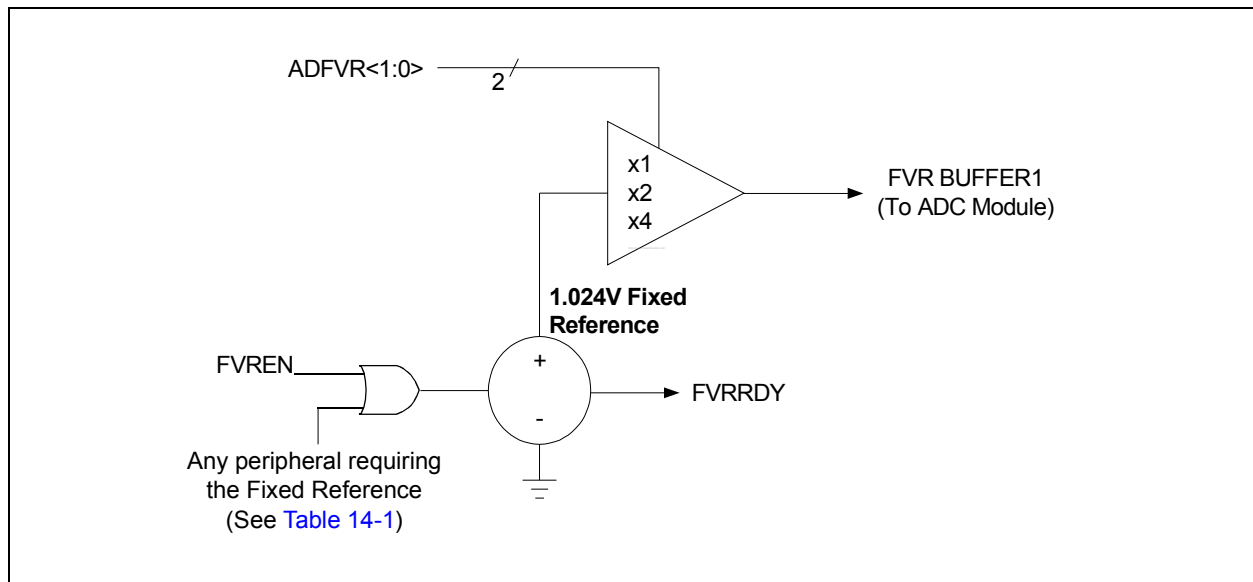 ADFVR<1:0>
2
x1
x2
x4
FVR BUFFER1
(To ADC Module)
1.024V Fixed
Reference
FVREN
+
-
FVRRDY
Any peripheral requiring
the Fixed Reference
(See Table 14-1)